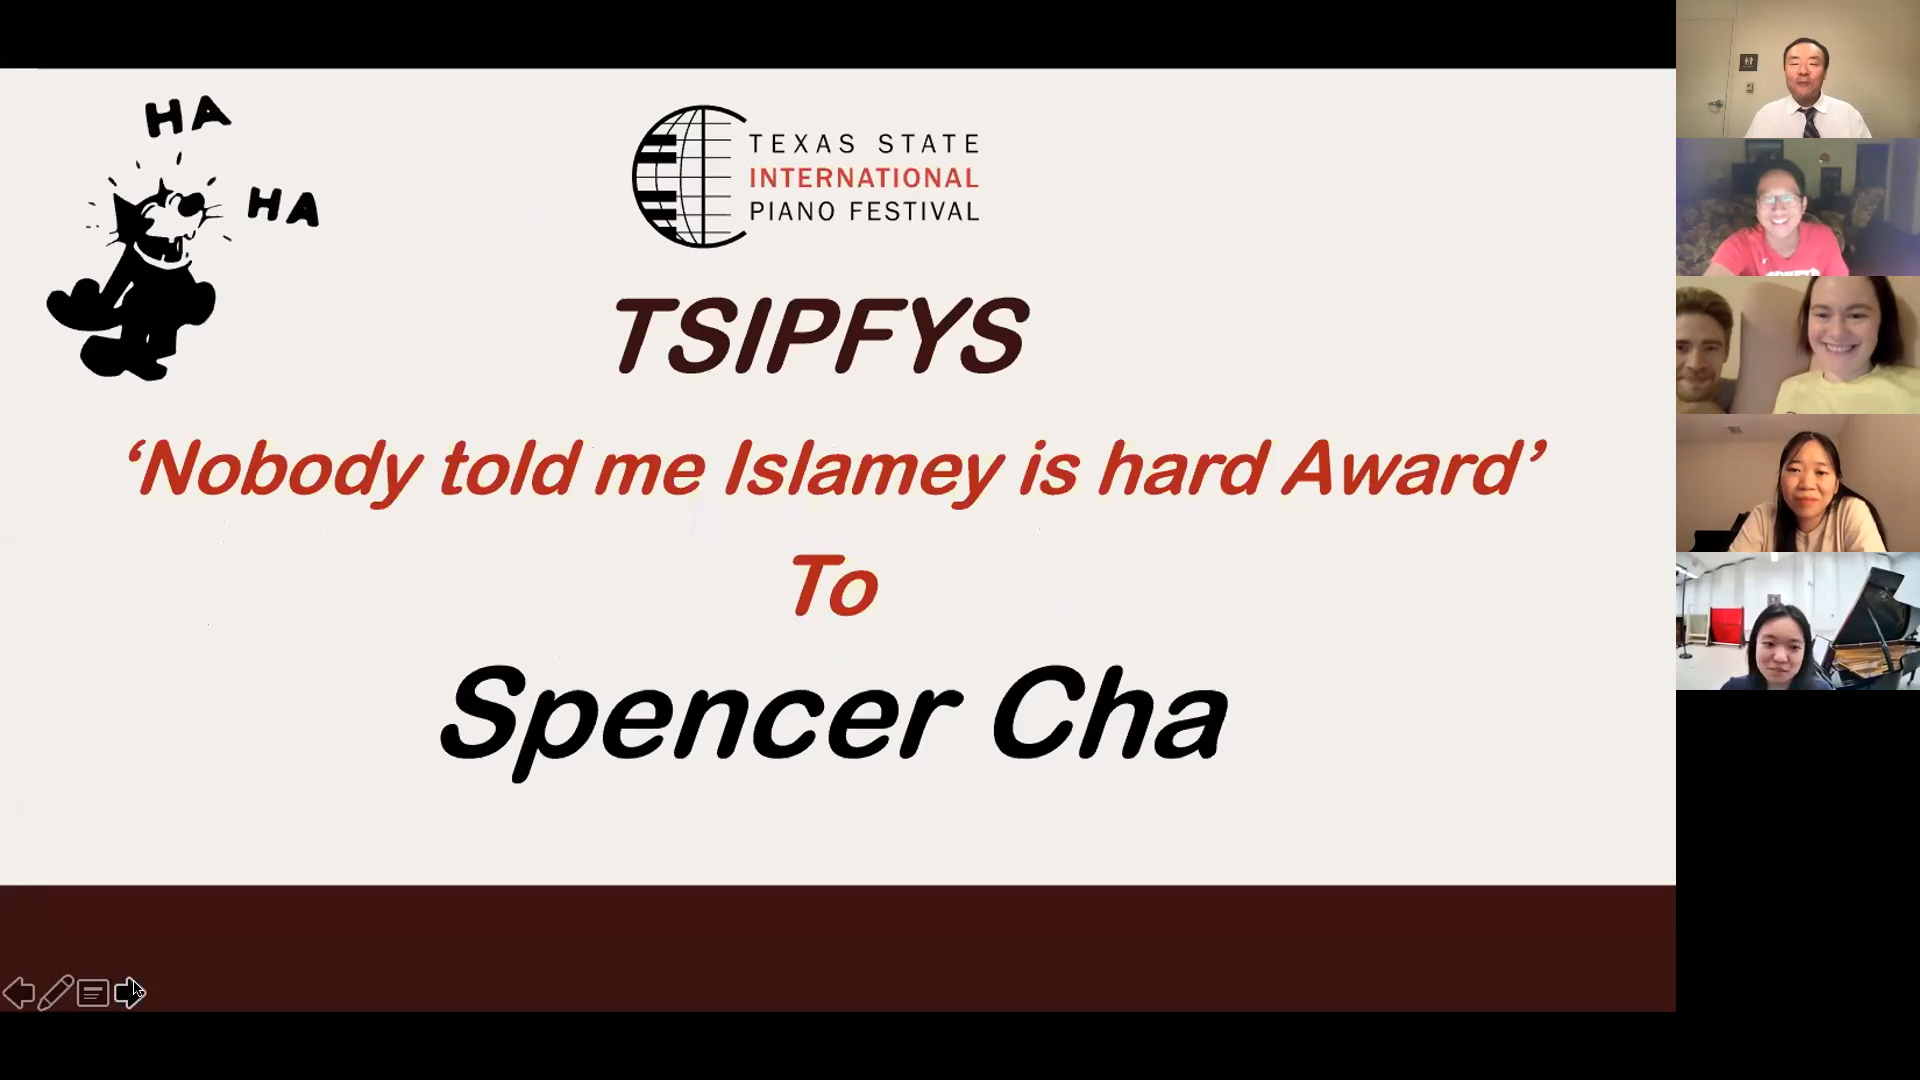 HA
HA
TEXAS STATE
INTERNATIONAL
PIANO FESTIVAL
TSIPFYS
‘Nobody told me Islamey is hard Award’
To
Spencer Cha